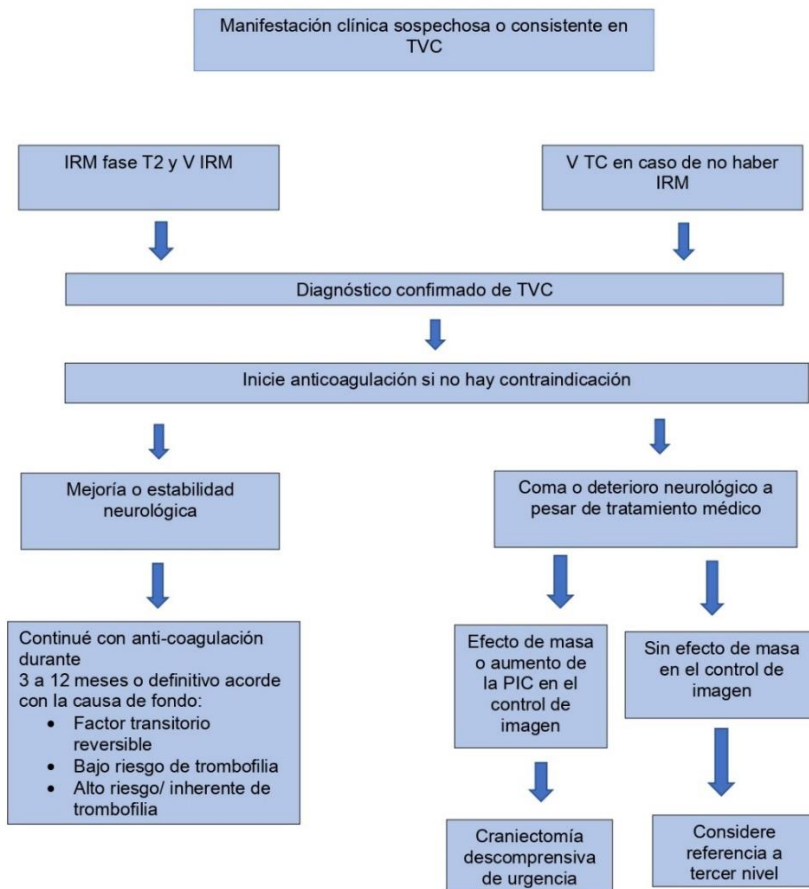 Manifestación clínica sospechosa o consistente en
TVC
IRM fase T2 y V IRM
V TC en caso de no haber
IRM
Diagnóstico confirmado de TVC
Inicie anticoagulación si no hay contraindicación
Mejoría o estabilidad
neurológica
Coma o deterioro neurológico a
pesar de tratamiento médico
Continué con anti-coagulación
durante
3 a 12 meses o definitivo acorde
con la causa de fondo:
• Factor transitorio
reversible
• Bajo riesgo de trombofilia
• Alto riesgo/ inherente de
trombofilia
Efecto de masa
o aumento de
la PIC en el
control de
imagen
Sin efecto de masa
en el control de
imagen
Craniectomía
descomprensiva
de urgencia
Considere
referencia a
tercer nivel